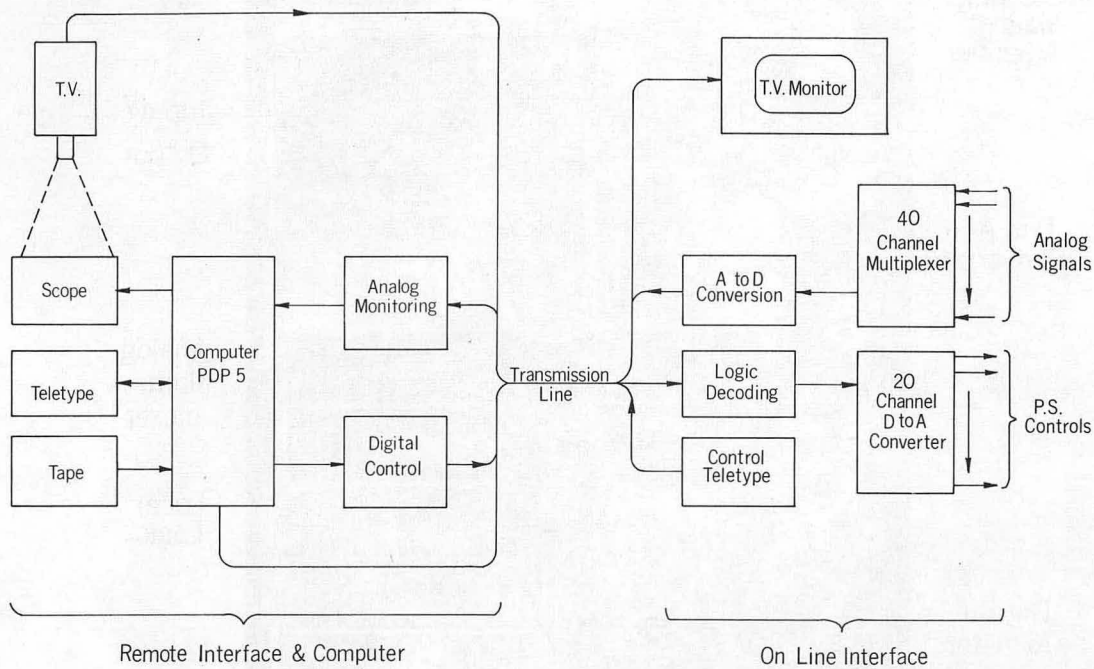 T.V.
T.V. Monitor
40
Channel
Multiplexer
Analog
Signals
Scope
Analog
Monitoring
A to D
Conversion
Computer
PDP 5
Teletype
Transmission
Line
Logic
Decoding
20
Channel
D to A
Converter
P.S.
Controls
Tape
Digital
Control
Control
Teletype
Remote Interface & Computer
On Line Interface